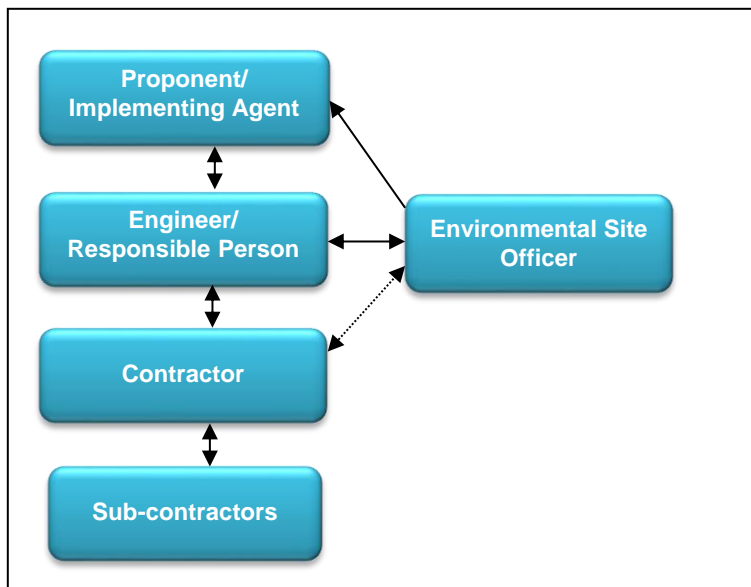 Proponent/
Implementing Agent
Engineer/
Responsible Person
Environmental Site
Officer
Contractor
Sub-contractors